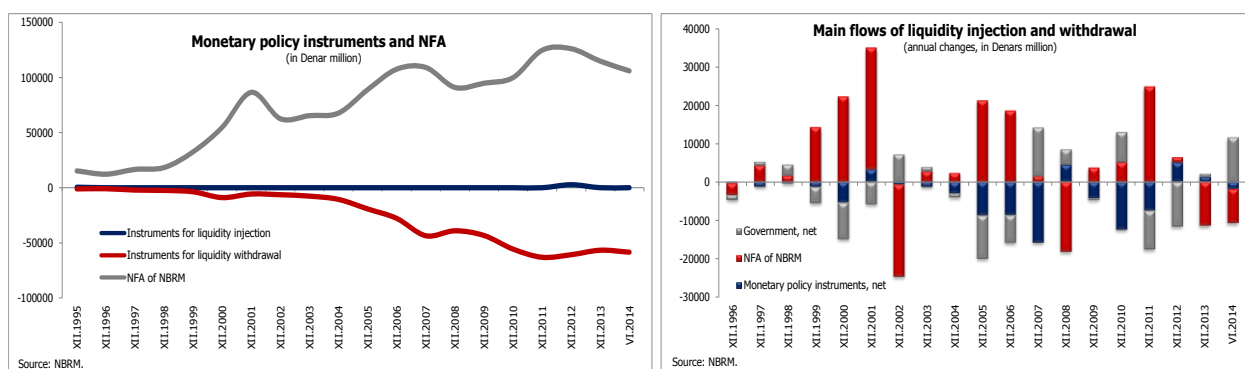 Monetary policy instruments and NFA
(in Denar million)
150000
100000
50000
0
-50000
-100000
Instruments for liquidity injection
Instruments for liquidity withdrawal
NFA of NBRM
XII.1995
XII.1996
XII.1997
XII.1998
XII.1999
XII.2000
XII.2001
XII.2002
XII.2003
XII.2004
XII.2005
XII.2006
XII.2007
XII.2008
XII.2009
XII.2010
XII.2011
XII.2012
XII.2013
VI.2014
Source: NBRM.
Main flows of liquidity injection and withdrawal
(annual changes, in Denars million)
40000
30000
20000
10000
0
-10000
-20000
-30000
Government, net
NFA of NBRM
Monetary policy instruments, net
XII.1996
XII.1997
XII.1998
XII.1999
XII.2000
XII.2001
XII.2002
XII.2003
XII.2004
XII.2005
XII.2006
XII.2007
XII.2008
XII.2009
XII.2010
XII.2011
XII.2012
XII.2013
VI.2014
Source: NBRM.